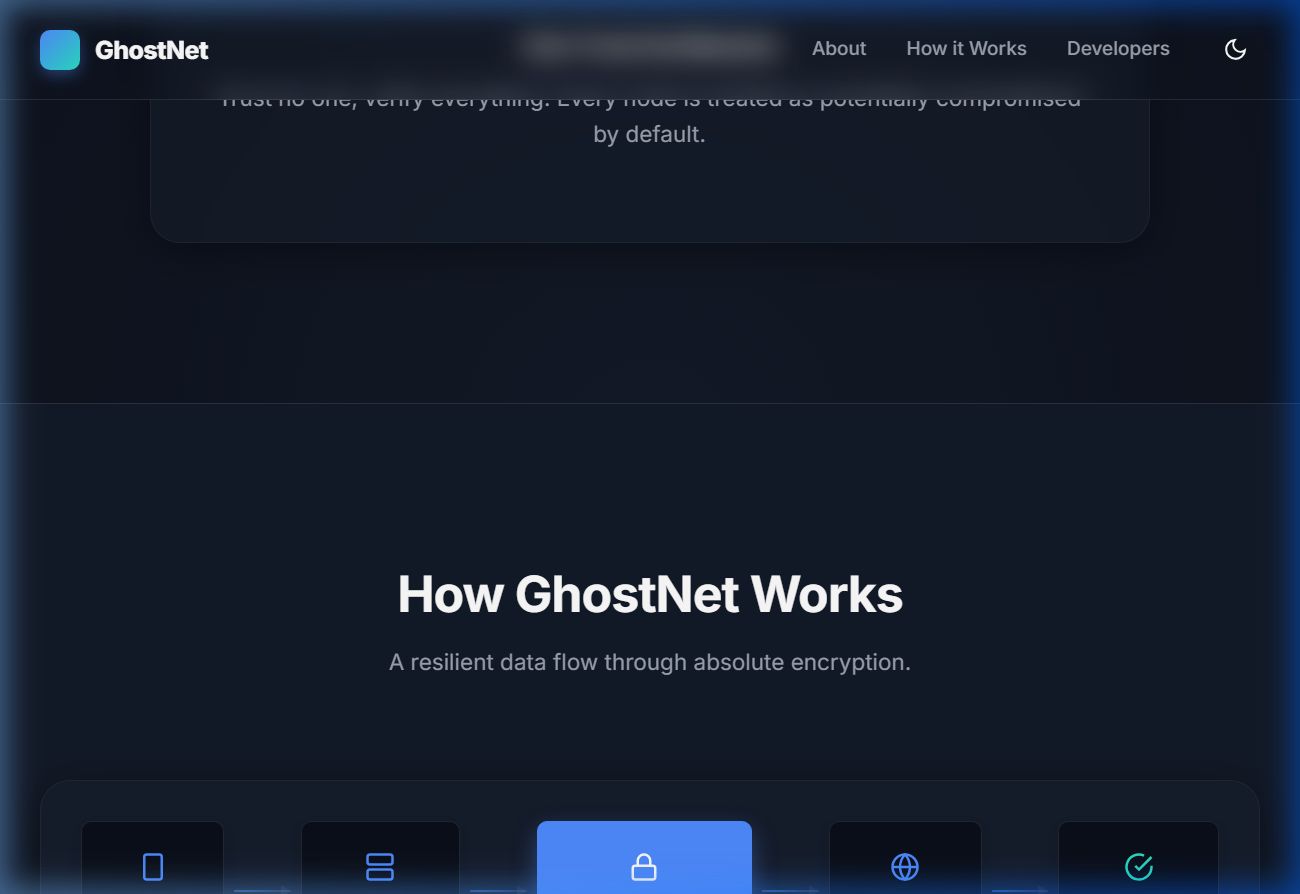 GhostNet
About
How it Works
Developers
Trust no one, verify everything. Every node is treated as potentially compromised
by default.
How GhostNet Works
A resilient data flow through absolute encryption.